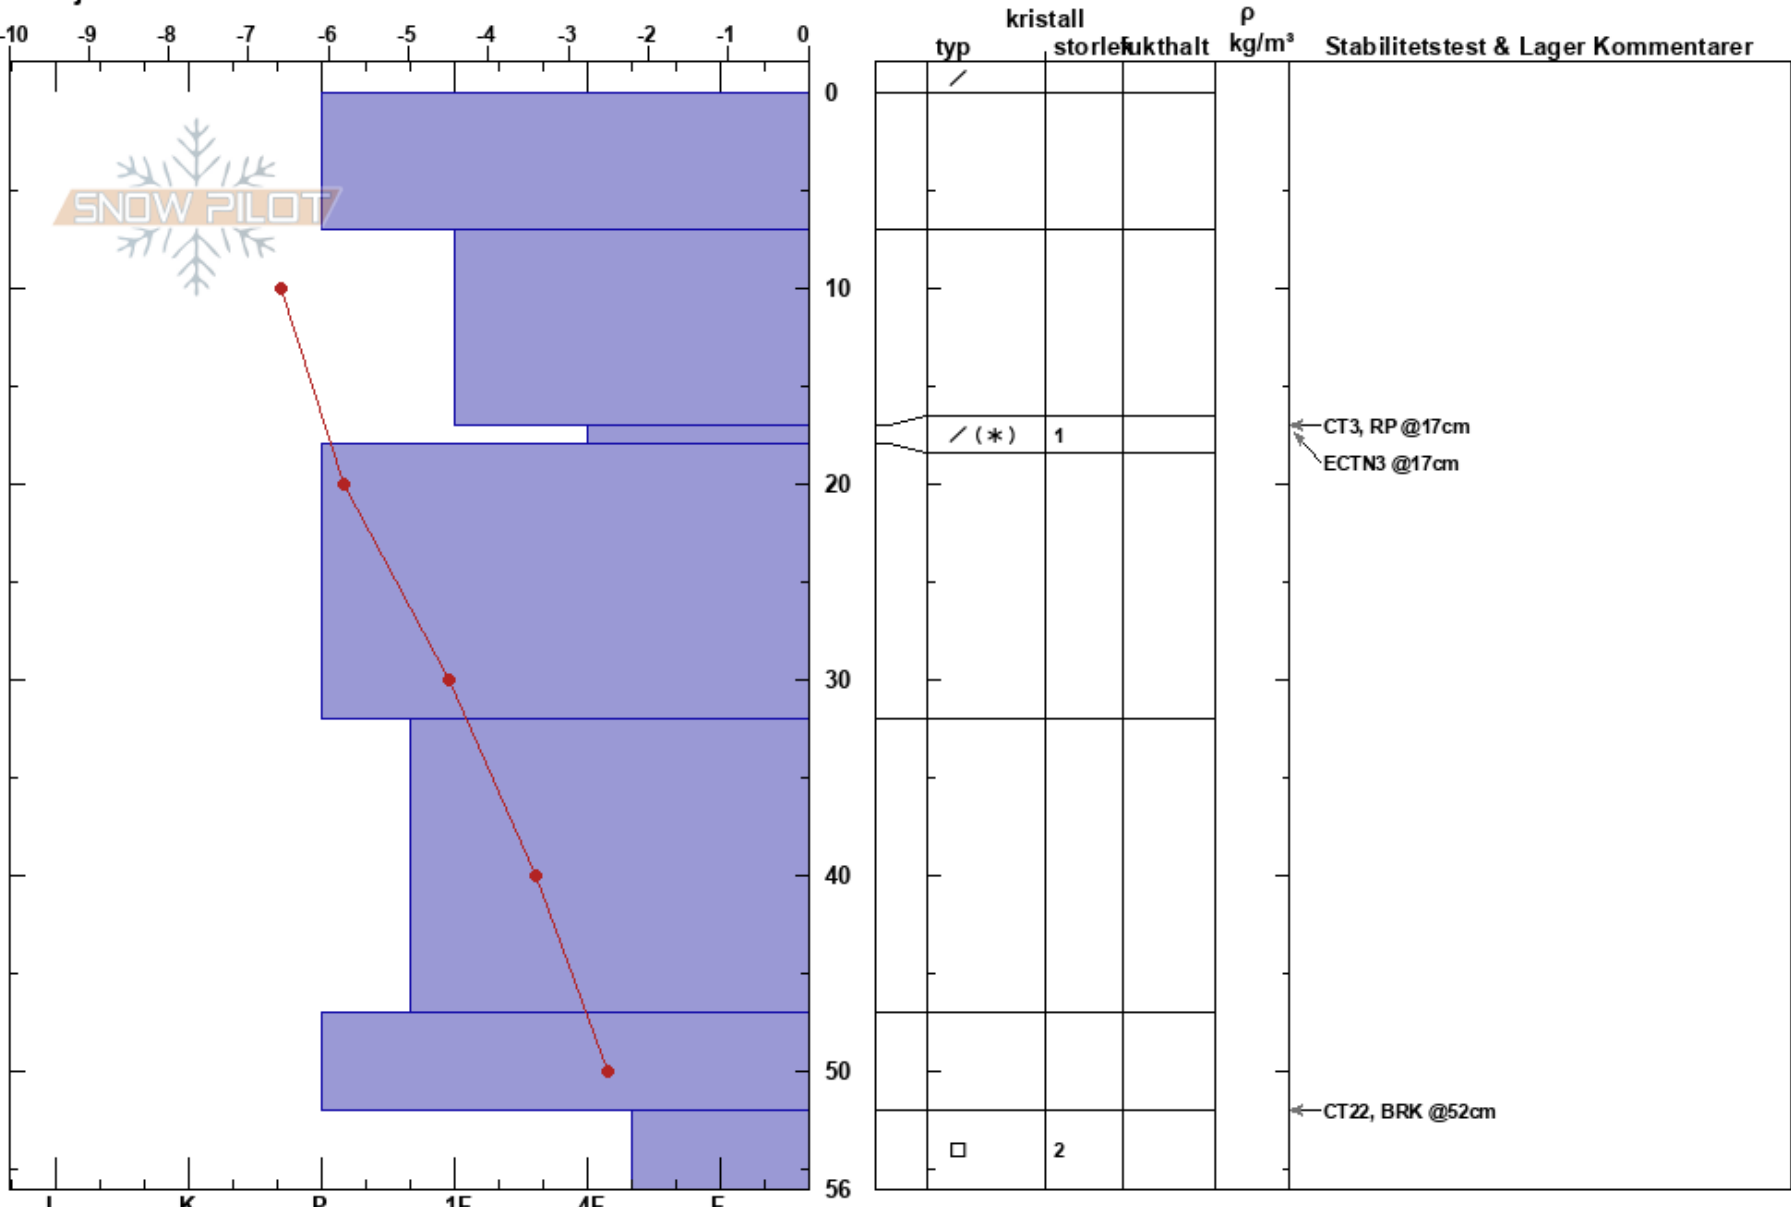 kristall ρ
-10 -9 -8 -7 -6 -5 -4 -3 -2 -1 0 typ storlek fukthalt kg/m³ Stabilitetstest & Lager Kommentarer
0
SNOW PILOT
10
CT3, RP @17cm
(*) 1
ECTN3 @17cm
20
30
40
50
CT22, BRK @52cm
2
56
I K P 1F 4F F